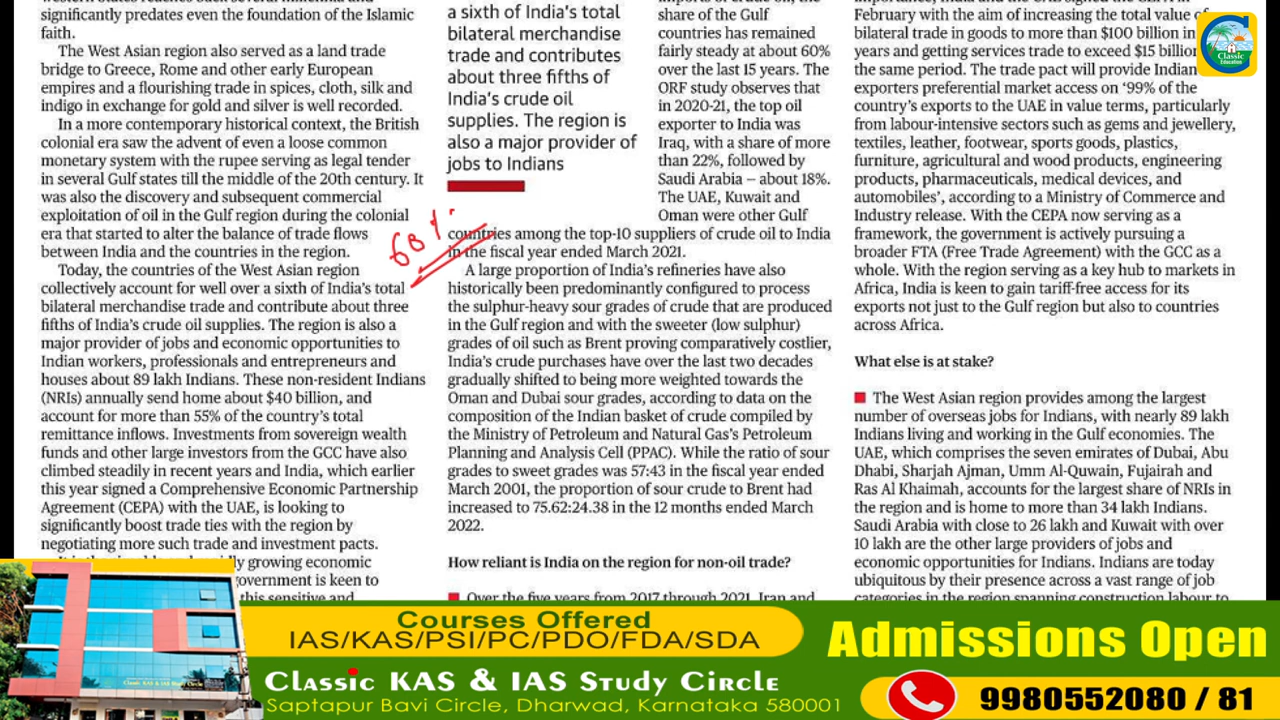 significantly predates even the foundation of the Islamic
faith.
The West Asian region also served as a land trade
bridge to Greece, Rome and other early European
empires and a flourishing trade in spices, cloth, silk and
indigo in exchange for gold and silver is well recorded.
In a more contemporary historical context, the British
colonial era saw the advent of even a loose common
monetary system with the rupee serving as legal tender
in several Gulf states till the middle of the 20th century. It
was also the discovery and subsequent commercial
exploitation of oil in the Gulf region during the colonial
era that started to alter the balance of trade flows
between India and the countries in the region.
Today, the countries of the West Asian region
collectively account for well over a sixth of India's total
bilateral merchandise trade and contribute about three
fifths of India's crude oil supplies. The region is also a
major provider of jobs and economic opportunities to
Indian workers, professionals and entrepreneurs and
houses about 89 lakh Indians. These non-resident Indians
(NRIs) annually send home about $40 billion, and
account for more than 55% of the country's total
remittance inflows. Investments from sovereign wealth
funds and other large investors from the GCC have also
climbed steadily in recent years and India, which earlier
this year signed a Comprehensive Economic Partnership
Agreement (CEPA) with the UAE, is looking to
significantly boost trade ties with the region by
negotiating more such trade and investment pacts.
growing economic
government is keen to
this sensitive and
a sixth of India's total
bilateral merchandise
trade and contributes
about three fifths of
India's crude oil
supplies. The region is
also a major provider of
jobs to Indians
60%
share of the Gulf
countries has remained
fairly steady at about 60%
over the last 15 years. The
ORF study observes that
in 2020-21, the top oil
exporter to India was
Iraq, with a share of more
than 22%, followed by
Saudi Arabia — about 18%.
The UAE, Kuwait and
Oman were other Gulf
countries among the top-10 suppliers of crude oil to India
in the fiscal year ended March 2021.
A large proportion of India's refineries have also
historically been predominantly configured to process
the sulphur-heavy sour grades of crude that are produced
in the Gulf region and with the sweeter (low sulphur)
grades of oil such as Brent proving comparatively costlier,
India's crude purchases have over the last two decades
gradually shifted to being more weighted towards the
Oman and Dubai sour grades, according to data on the
composition of the Indian basket of crude compiled by
the Ministry of Petroleum and Natural Gas's Petroleum
Planning and Analysis Cell (PPAC). While the ratio of sour
grades to sweet grades was 57:43 in the fiscal year ended
March 2001, the proportion of sour crude to Brent had
increased to 75.62:24.38 in the 12 months ended March
2022.
How reliant is India on the region for non-oil trade?
Over the five years from 2017 through 2021, Iran and
February with the aim of increasing the total value of
bilateral trade in goods to more than $100 billion in
years and getting services trade to exceed $15 billion
the same period. The trade pact will provide Indian
exporters preferential market access on '99% of the
country's exports to the UAE in value terms, particularly
from labour-intensive sectors such as gems and jewellery,
textiles, leather, footwear, sports goods, plastics,
furniture, agricultural and wood products, engineering
products, pharmaceuticals, medical devices, and
automobiles', according to a Ministry of Commerce and
Industry release. With the CEPA now serving as a
framework, the government is actively pursuing a
broader FTA (Free Trade Agreement) with the GCC as a
whole. With the region serving as a key hub to markets in
Africa, India is keen to gain tariff-free access for its
exports not just to the Gulf region but also to countries
across Africa.
What else is at stake?
The West Asian region provides among the largest
number of overseas jobs for Indians, with nearly 89 lakh
Indians living and working in the Gulf economies. The
UAE, which comprises the seven emirates of Dubai, Abu
Dhabi, Sharjah Ajman, Umm Al-Quwain, Fujairah and
Ras Al Khaimah, accounts for the largest share of NRIs in
the region and is home to more than 34 lakh Indians.
Saudi Arabia with close to 26 lakh and Kuwait with over
10 lakh are the other large providers of jobs and
economic opportunities for Indians. Indians are today
ubiquitous by their presence across a vast range of job
categories in the region spanning construction labour to
Classic
Education
Courses Offered
IAS/KAS/PSI/PC/PDO/FDA/SDA
Classic KAS & IAS Study Circle
Saptapur Bavi Circle, Dharwad, Karnataka 580001
Admissions Open
9980552080 / 81